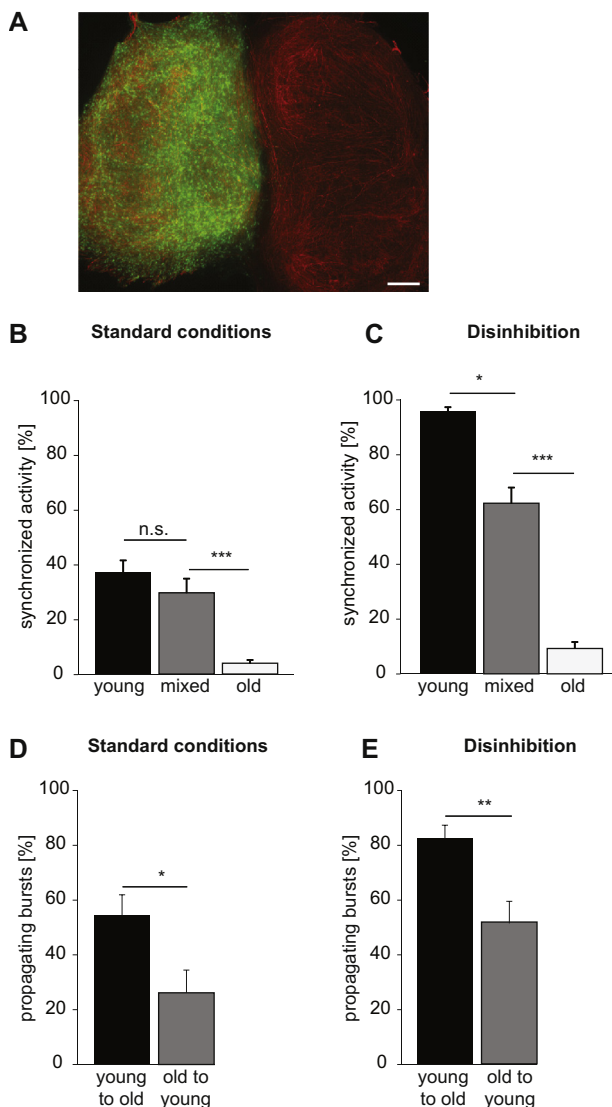 A
B Standard conditions
synchronized activity [%]
100
80
60
40
20
0
n.s.
***
young mixed old
C Disinhibition
synchronized activity [%]
100
80
60
40
20
0
*
***
young mixed old
D Standard conditions
propagating bursts [%]
100
80
60
40
20
0
*
young to old
old to young
E Disinhibition
propagating bursts [%]
100
80
60
40
20
0
**
young to old
old to young